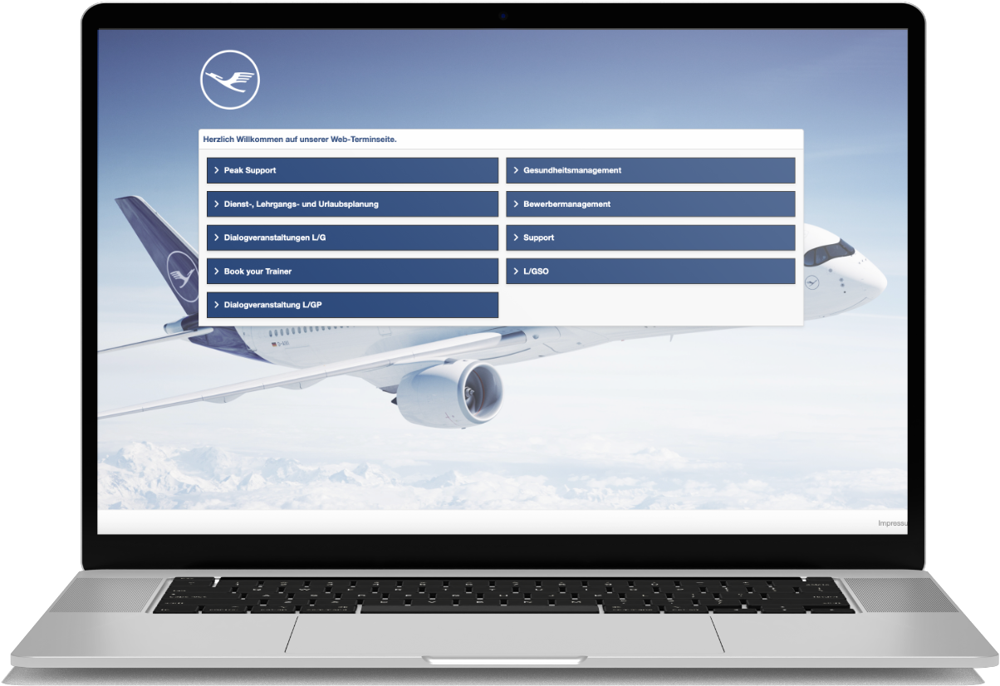 Herzlich Willkommen auf unserer Web-Terminseite.
Peak Support
Gesundheitsmanagement
Dienst-, Lehrgangs- und Urlaubsplanung
Bewerbermanagement
Dialogveranstaltungen L/G
Support
Book your Trainer
L/GSO
Dialogveranstaltung L/GP
Impressu